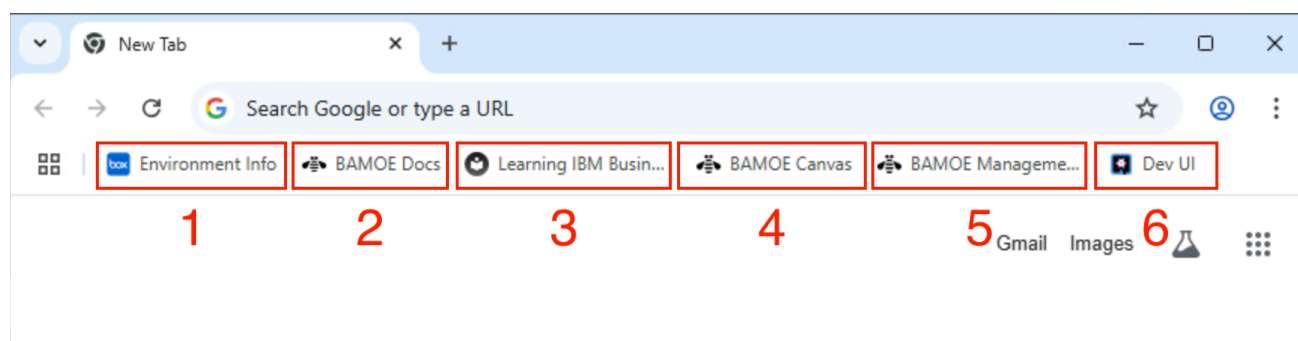 New Tab
Search Google or type a URL
box Environment Info BAMOE Docs Learning IBM Busin... BAMOE Canvas BAMOE Manageme... Dev UI
1 2 3 4 5 6
Gmail Images